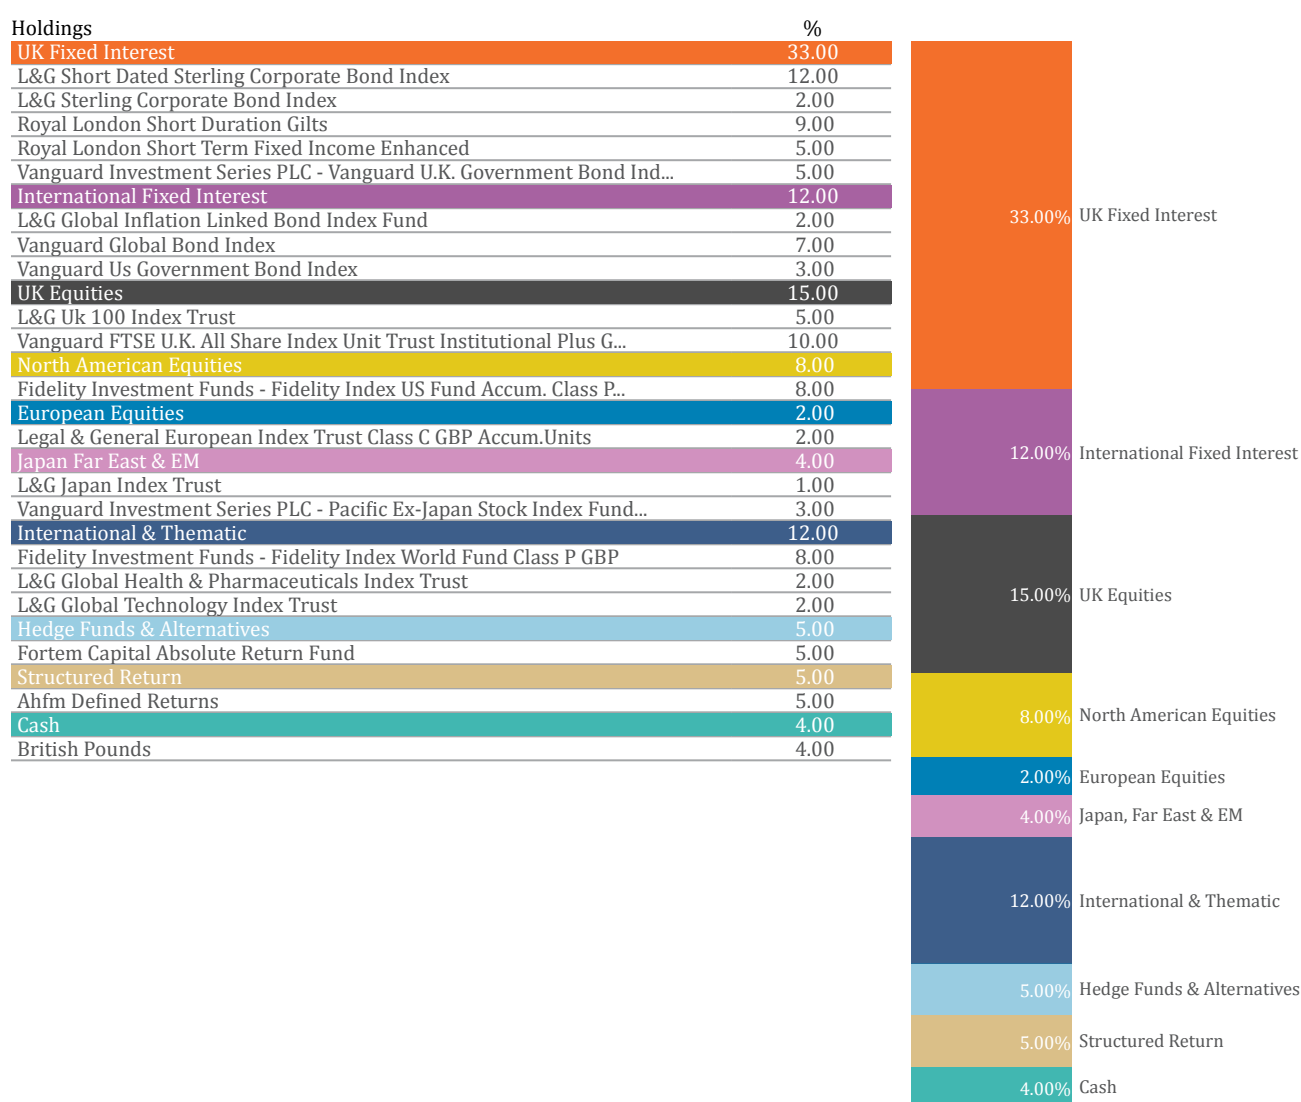 Holdings %
UK Fixed Interest 33.00
L&G Short Dated Sterling Corporate Bond Index 12.00
L&G Sterling Corporate Bond Index 2.00
Royal London Short Duration Gilts 9.00
Royal London Short Term Fixed Income Enhanced 5.00
Vanguard Investment Series PLC - Vanguard U.K. Government Bond Ind... 5.00
International Fixed Interest 12.00
L&G Global Inflation Linked Bond Index Fund 2.00
Vanguard Global Bond Index 7.00
Vanguard Us Government Bond Index 3.00
UK Equities 15.00
L&G Uk 100 Index Trust 5.00
Vanguard FTSE U.K. All Share Index Unit Trust Institutional Plus G... 10.00
North American Equities 8.00
Fidelity Investment Funds - Fidelity Index US Fund Accum. Class P... 8.00
European Equities 2.00
Legal & General European Index Trust Class C GBP Accum.Units 2.00
Japan Far East & EM 4.00
L&G Japan Index Trust 1.00
Vanguard Investment Series PLC - Pacific Ex-Japan Stock Index Fund... 3.00
International & Thematic 12.00
Fidelity Investment Funds - Fidelity Index World Fund Class P GBP 8.00
L&G Global Health & Pharmaceuticals Index Trust 2.00
L&G Global Technology Index Trust 2.00
Hedge Funds & Alternatives 5.00
Fortem Capital Absolute Return Fund 5.00
Structured Return 5.00
Ahfm Defined Returns 5.00
Cash 4.00
British Pounds 4.00
33.00% UK Fixed Interest
12.00% International Fixed Interest
15.00% UK Equities
8.00% North American Equities
2.00% European Equities
4.00% Japan, Far East & EM
12.00% International & Thematic
5.00% Hedge Funds & Alternatives
5.00% Structured Return
4.00% Cash